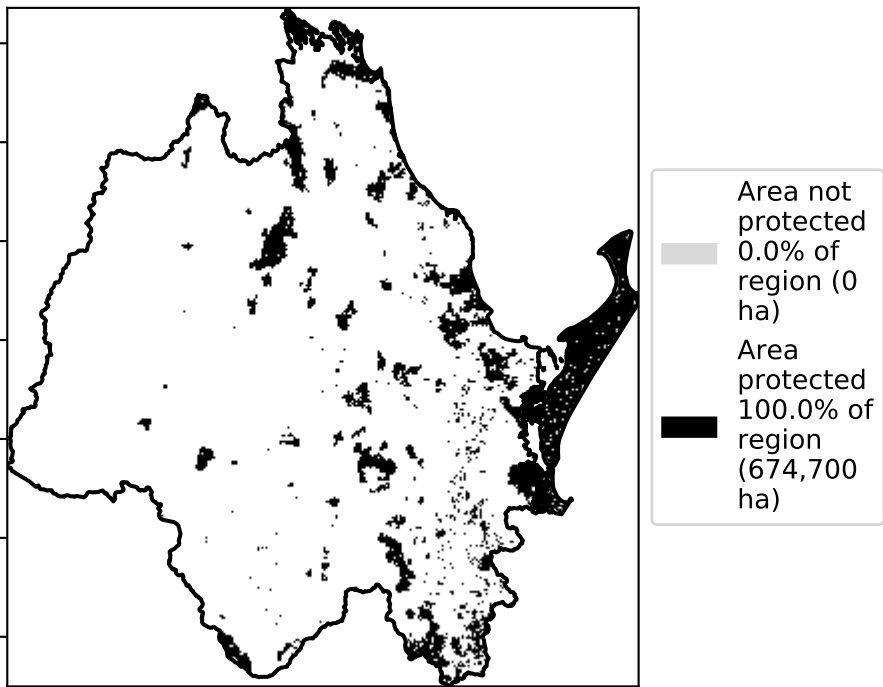 Area not
protected
0.0% of
region (0
ha)
Area
protected
100.0% of
region
(674,700
ha)